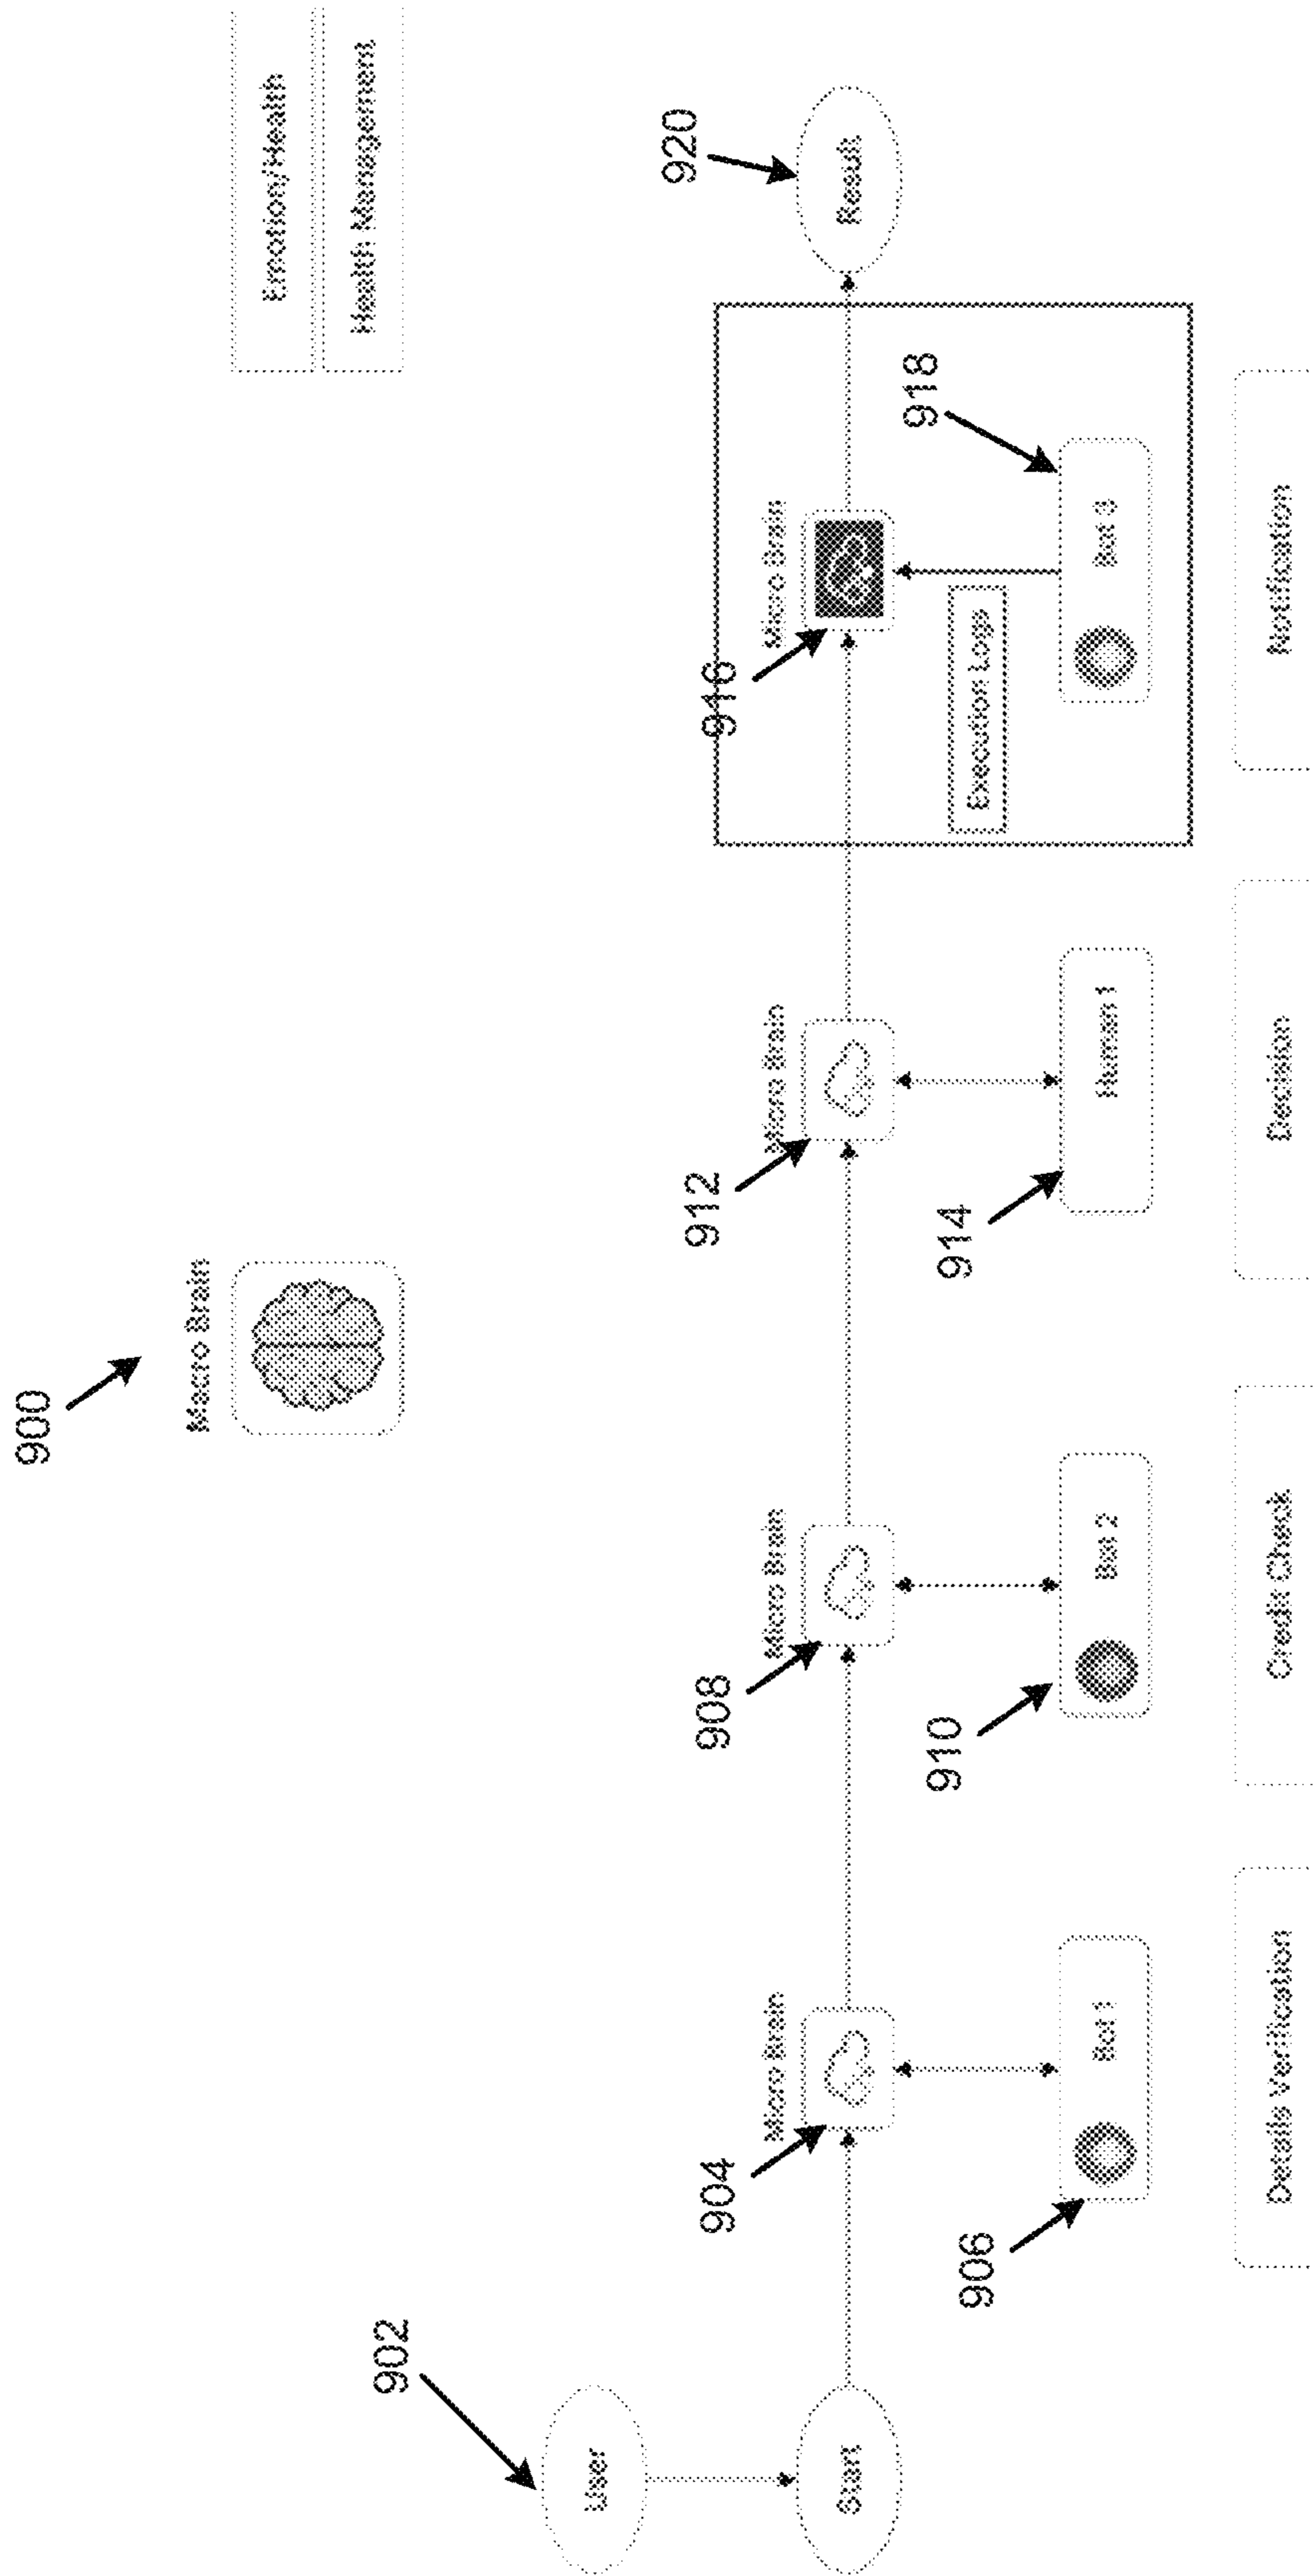 900
Macro Brain
Emotion/Health
Health Management
902
User
Start
904
Micro Brain
906
Bot 1
Details Verification
908
Micro Brain
910
Bot 2
Credit Check
912
Micro Brain
914
Human 1
Decision
916
Micro Brain
Execution Logs
918
Bot 3
Notification
920
Result